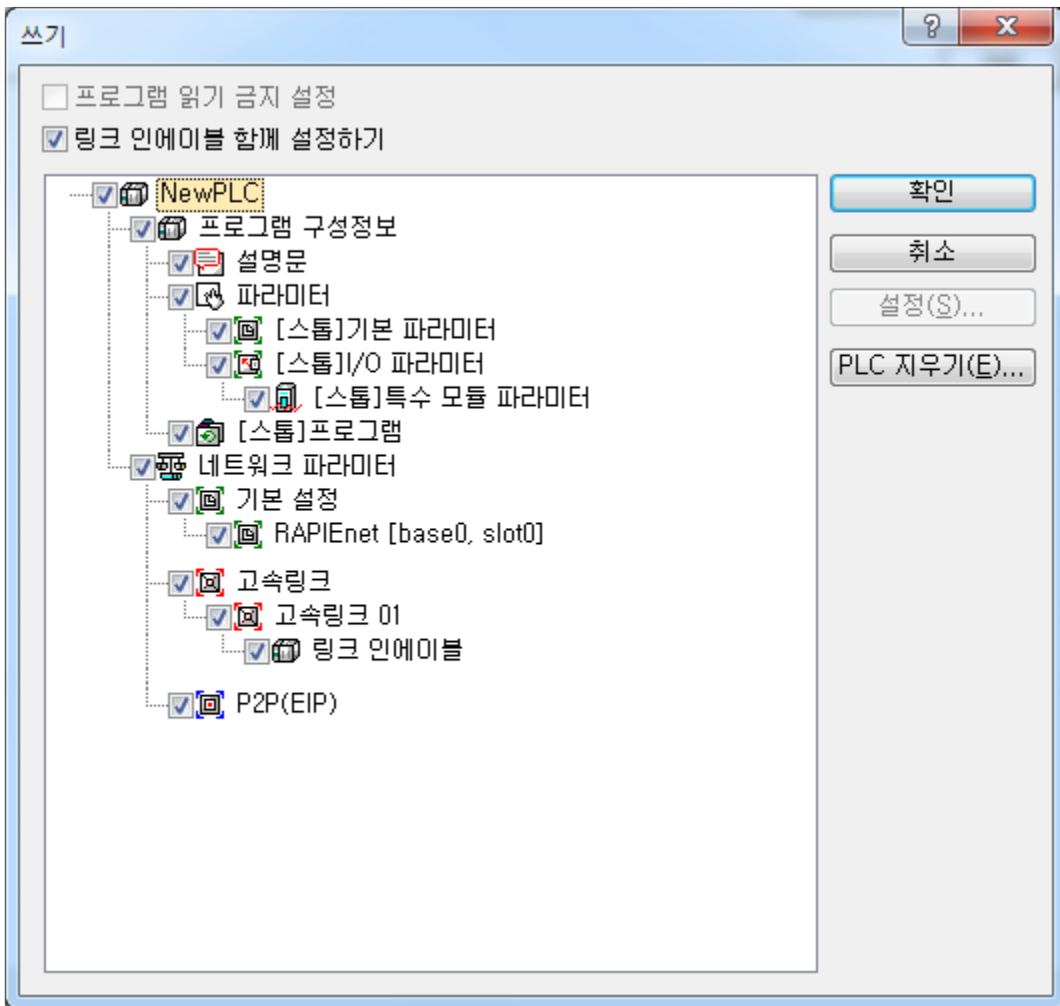 쓰기
프로그램 읽기 금지 설정
링크 인에이블 함께 설정하기
NewPLC
프로그램 구성정보
설명문
파라미터
[스톱]기본 파라미터
[스톱]I/O 파라미터
[스톱]특수 모듈 파라미터
[스톱]프로그램
네트워크 파라미터
기본 설정
RAPIEnet [base0, slot0]
고속링크
고속링크 01
링크 인에이블
P2P(EIP)
확인
취소
설정(S)...
PLC 지우기(E)...